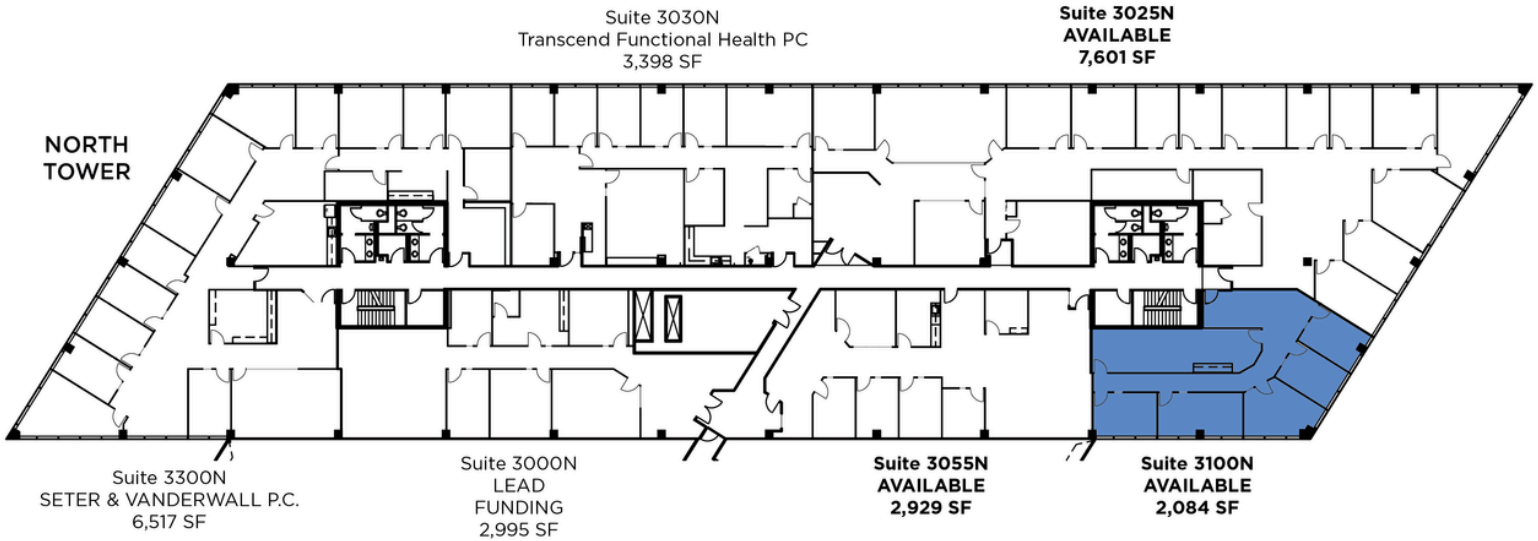 Suite 3030N
Transcend Functional Health PC
3,398 SF
Suite 3025N
AVAILABLE
7,601 SF
NORTH
TOWER
Suite 3300N
SETER & VANDERWALL P.C.
6,517 SF
Suite 3000N
LEAD
FUNDING
2,995 SF
Suite 3055N
AVAILABLE
2,929 SF
Suite 3100N
AVAILABLE
2,084 SF